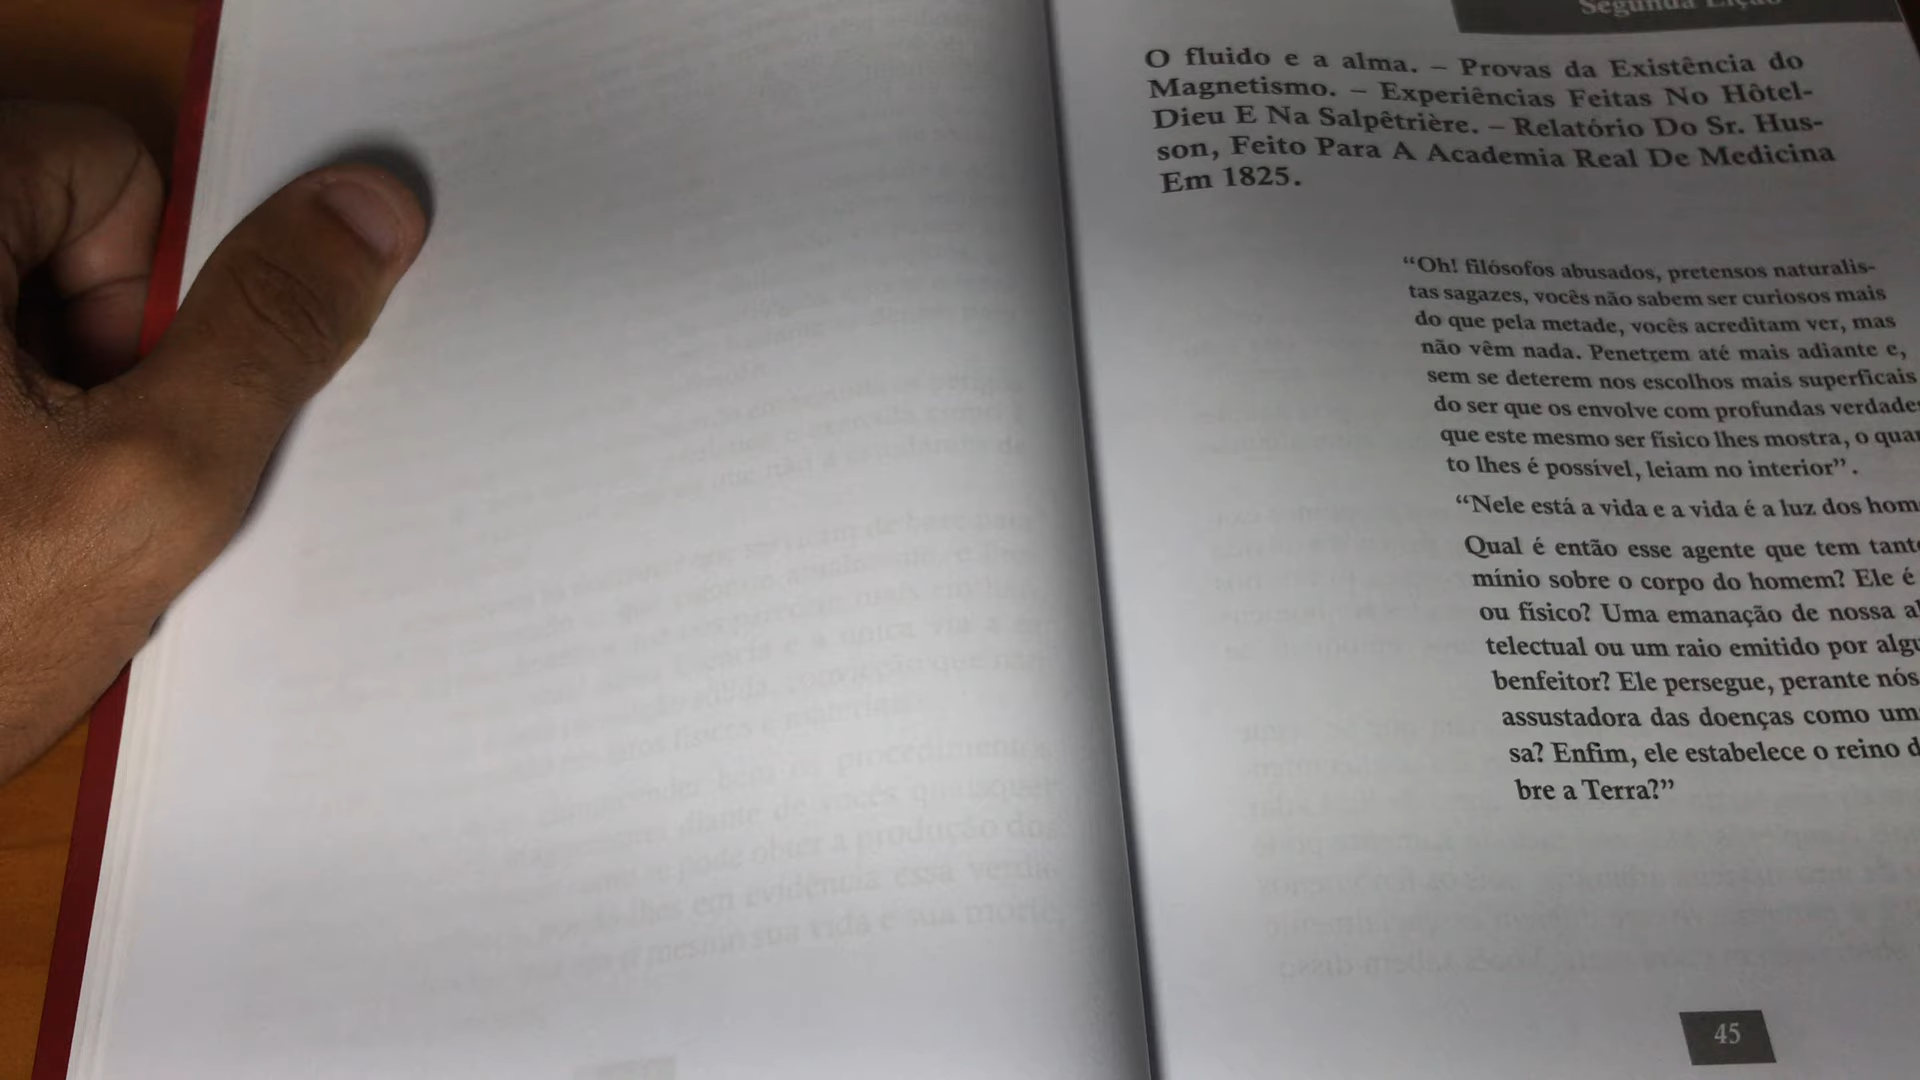 Segunda Lição
O fluido e a alma. – Provas da Existência do
Magnetismo. – Experiências Feitas No Hôtel-
Dieu E Na Salpêtrière. – Relatório Do Sr. Hus-
son, Feito Para A Academia Real De Medicina
Em 1825.
“Oh! filósofos abusados, pretensos naturalis-
tas sagazes, vocês não sabem ser curiosos mais
do que pela metade, vocês acreditam ver, mas
não vêm nada. Penetrem até mais adiante e,
sem se deterem nos escolhos mais superficais
do ser que os envolve com profundas verdades
que este mesmo ser físico lhes mostra, o quan
to lhes é possível, leiam no interior”.
“Nele está a vida e a vida é a luz dos hom
Qual é então esse agente que tem tant
mínio sobre o corpo do homem? Ele é
ou físico? Uma emanação de nossa al
telectual ou um raio emitido por algu
benfeitor? Ele persegue, perante nós
assustadora das doenças como um
sa? Enfim, ele estabelece o reino d
bre a Terra?”
45